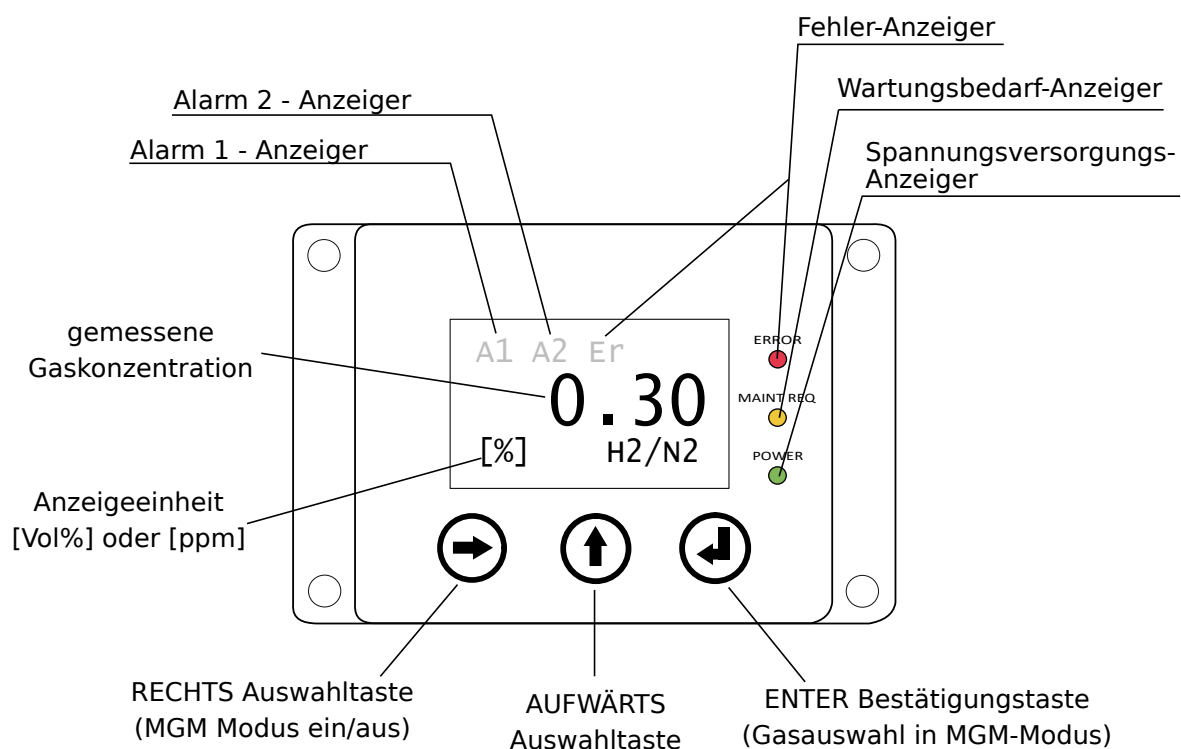 Fehler-Anzeiger
Wartungsbedarf-Anzeiger
Alarm 2 - Anzeiger
Alarm 1 - Anzeiger
Spannungsversorgungs-
Anzeiger
gemessene
Gaskonzentration
A1 A2 Er
0.30
[%] H2/N2
ERROR
MAINT REQ
POWER
Anzeigeeinheit
[Vol%] oder [ppm]
RECHTS Auswahltaste
(MGM Modus ein/aus)
AUFWÄRTS
Auswahltaste
ENTER Bestätigungstaste
(Gasauswahl in MGM-Modus)